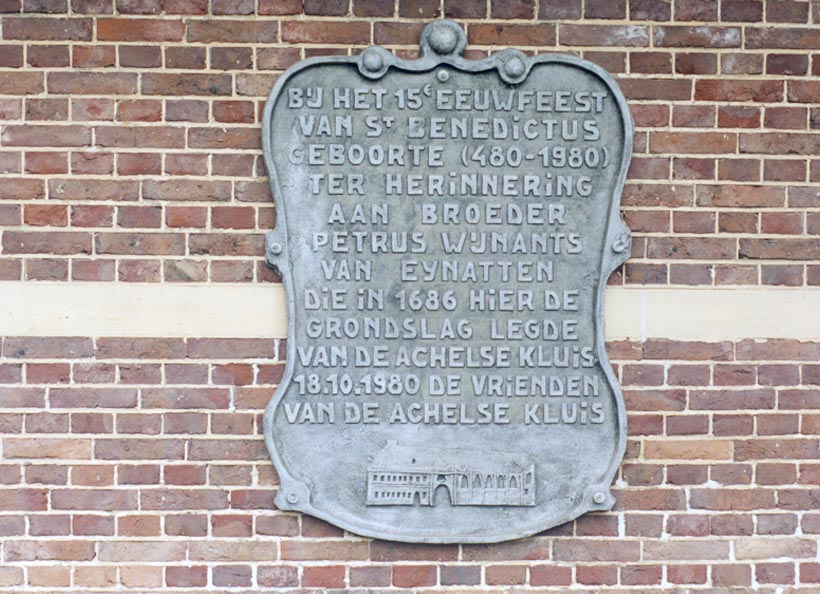 BIJ HET 15E EEUWFEEST
VAN ST BENEDICTUS
GEBOORTE (480-1980)
TER HERINNERING
AAN BROEDER
PETRUS WIJNANTS
VAN EYNATTEN
DIE IN 1686 HIER DE
GRONDSLAG LEGDE
VAN DE ACHELSE KLUIS
18.10.1980 DE VRIENDEN
VAN DE ACHELSE KLUIS